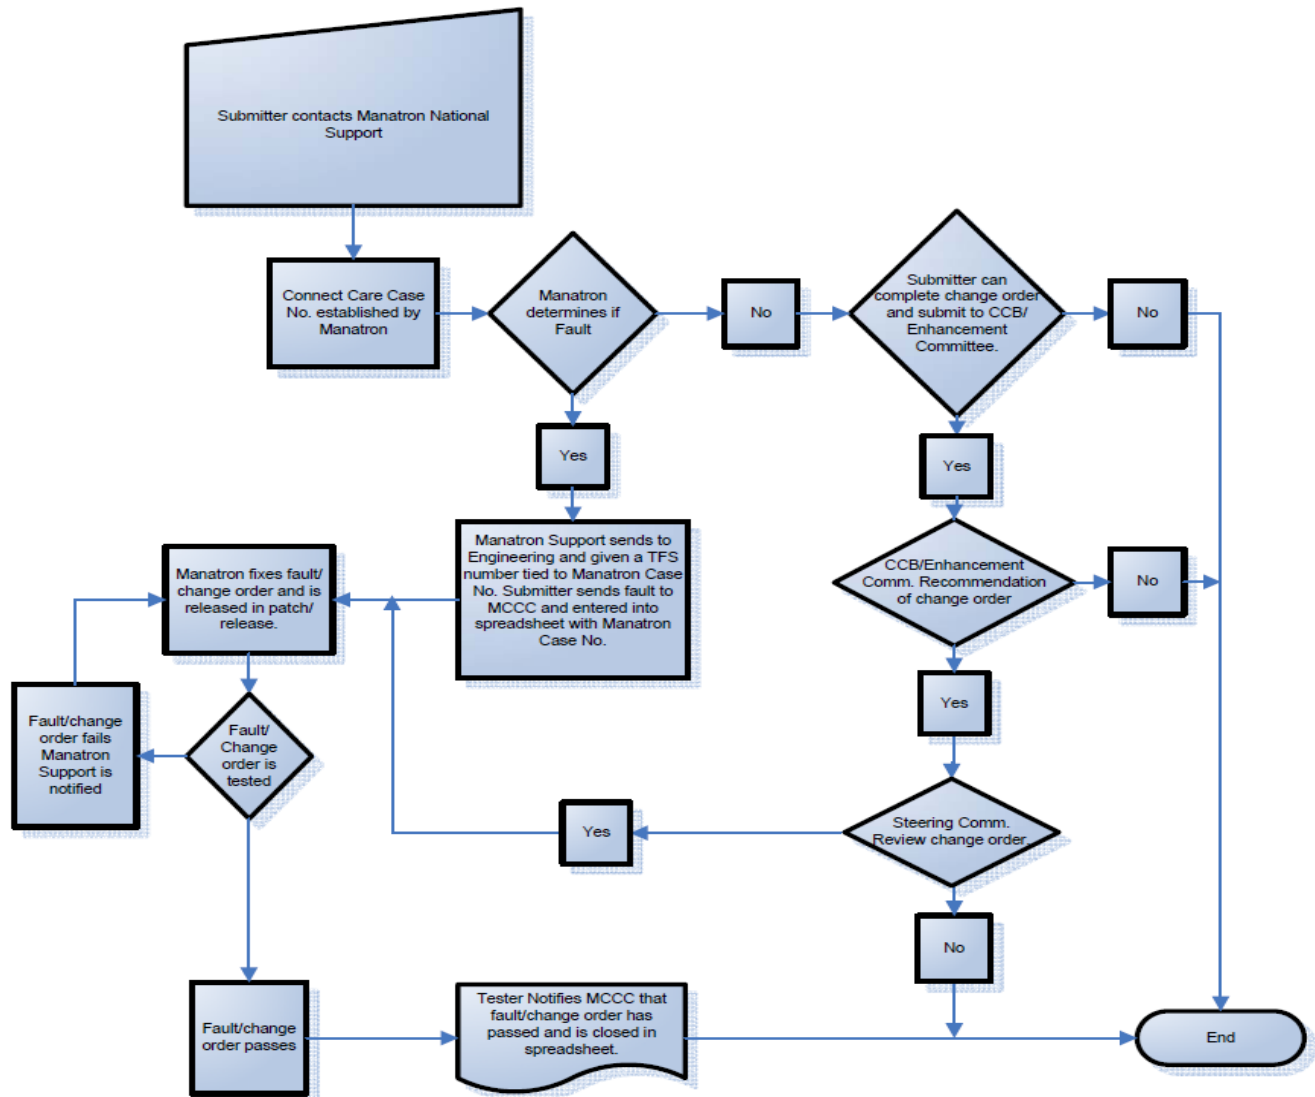 Submitter contacts Manatron National
Support
Connect Care Case
No. established by
Manatron
Manatron
determines if
Fault
No
Submitter can
complete change order
and submit to CCB/
Enhancement
Committee.
No
Yes
Yes
Manatron Support sends to
Engineering and given a TFS
number tied to Manatron Case
No. Submitter sends fault to
MCCC and entered into
spreadsheet with Manatron
Case No.
CCB/Enhancement
Comm. Recommendation
of change order
No
Manatron fixes fault/
change order and is
released in patch/
release.
Yes
Fault/change
order fails
Manatron
Support is
notified
Fault/
Change
order is
tested
Yes
Steering Comm.
Review change order.
No
Fault/change
order passes
Tester Notifies MCCC that
fault/change order has
passed and is closed in
spreadsheet.
End